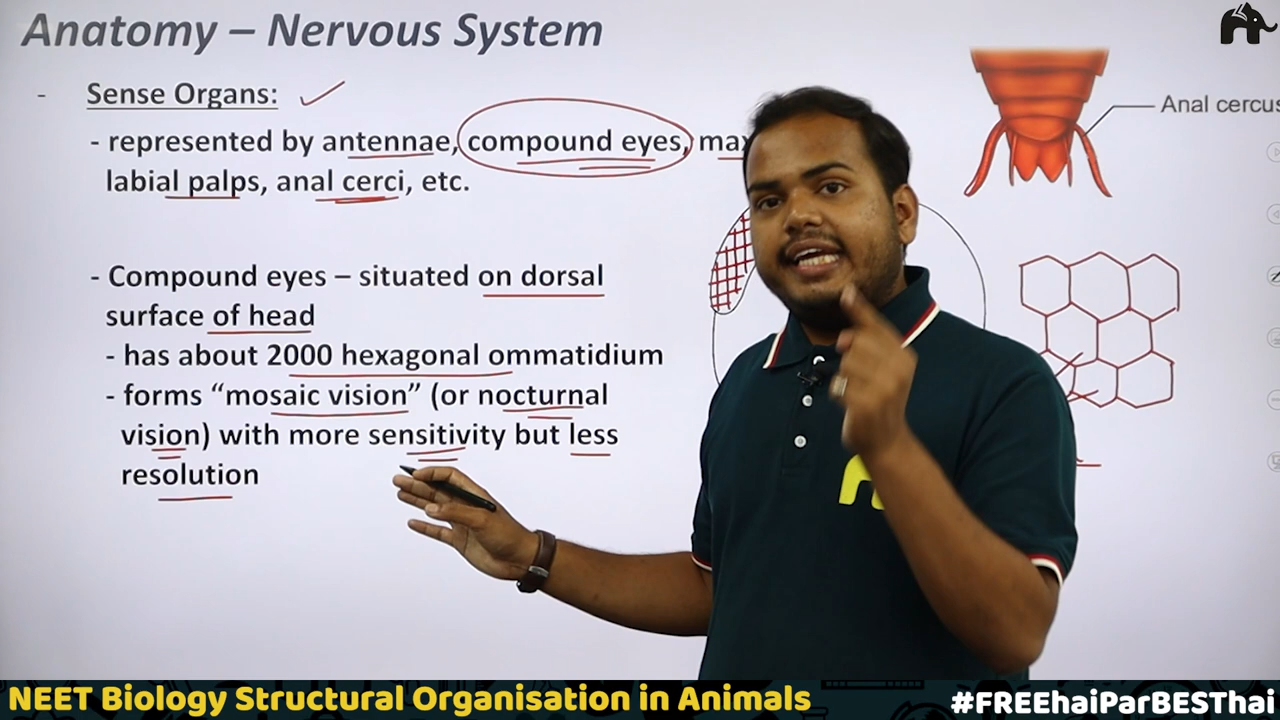 Anatomy – Nervous System
- Sense Organs:
- represented by antennae, compound eyes,
labial palps, anal cerci, etc.
Anal cercus
- Compound eyes – situated on dorsal
surface of head
- has about 2000 hexagonal ommatidium
- forms “mosaic vision” (or nocturnal
vision) with more sensitivity but less
resolution
NEET Biology Structural Organisation in Animals
#FREEhaiParBESThai